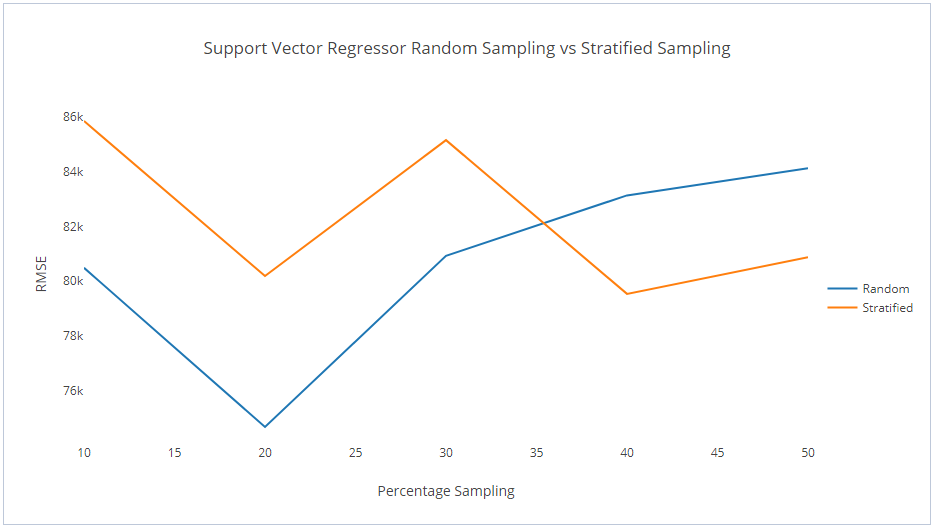 Support Vector Regressor Random Sampling vs Stratified Sampling
86k
84k
82k
80k
78k
76k
RMSE
10 15 20 25 30 35 40 45 50
Percentage Sampling
Random
Stratified